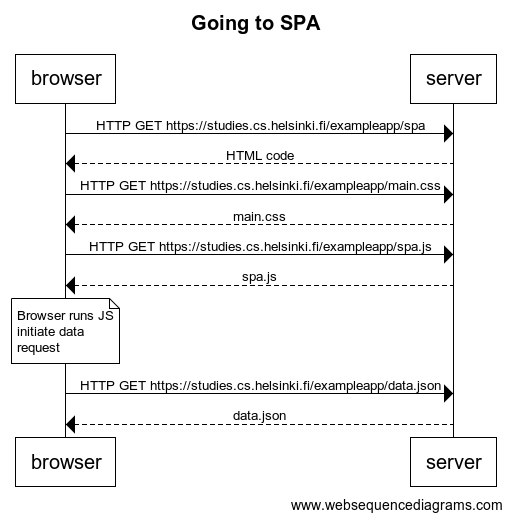 Going to SPA
browser
server
HTTP GET https://studies.cs.helsinki.fi/exampleapp/spa
HTML code
HTTP GET https://studies.cs.helsinki.fi/exampleapp/main.css
main.css
HTTP GET https://studies.cs.helsinki.fi/exampleapp/spa.js
spa.js
Browser runs JS
initiate data
request
HTTP GET https://studies.cs.helsinki.fi/exampleapp/data.json
data.json
browser
server
www.websequencediagrams.com